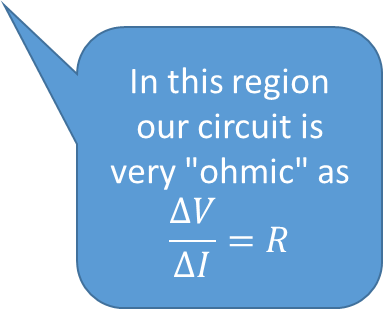 In this region
our circuit is
very "ohmic" as
ΔV/ΔI = R